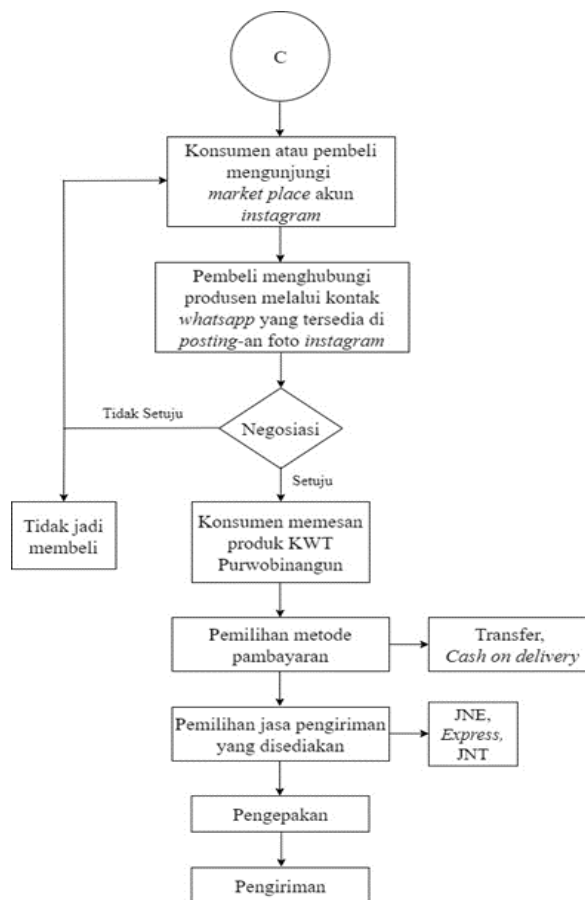 C
Konsumen atau pembeli
mengunjungi
market place akun
instagram
Pembeli menghubungi
produsen melalui kontak
whatsapp yang tersedia di
posting-an foto instagram
Tidak Setuju
Negosiasi
Setuju
Tidak jadi
membeli
Konsumen memesan
produk KWT
Purwobinangun
Pemilihan metode
pambayaran
Transfer,
Cash on delivery
Pemilihan jasa pengiriman
yang disediakan
JNE,
Express,
JNT
Pengepakan
Pengiriman